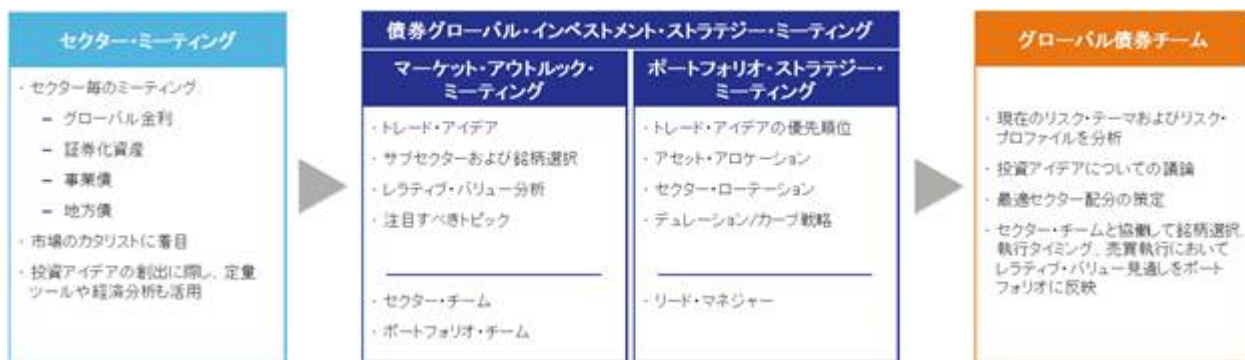 セクター・ミーティング
・セクター毎のミーティング
－ グローバル金利
－ 証券化資産
－ 事業債
－ 地方債
・市場のカタリストに着目
・投資アイデアの創出に際し、定量
ツールや経済分析も活用
債券グローバル・インベストメント・ストラテジー・ミーティング
マーケット・アウトルック・
ミーティング
・トレード・アイデア
・サブセクターおよび銘柄選択
・レラティブ・バリュー分析
・注目すべきトピック
・セクター・チーム
・ポートフォリオ・チーム
ポートフォリオ・ストラテジー・
ミーティング
・トレード・アイデアの優先順位
・アセット・アロケーション
・セクター・ローテーション
・デュレーション/カーブ戦略
・リード・マネジャー
グローバル債券チーム
・現在のリスク・テーマおよびリスク・
プロファイルを分析
・投資アイデアについての議論
・最適セクター配分の策定
・セクター・チームと協働して銘柄選択、
執行タイミング、売買執行において
レラティブ・バリュー見通しをポート
フォリオに反映